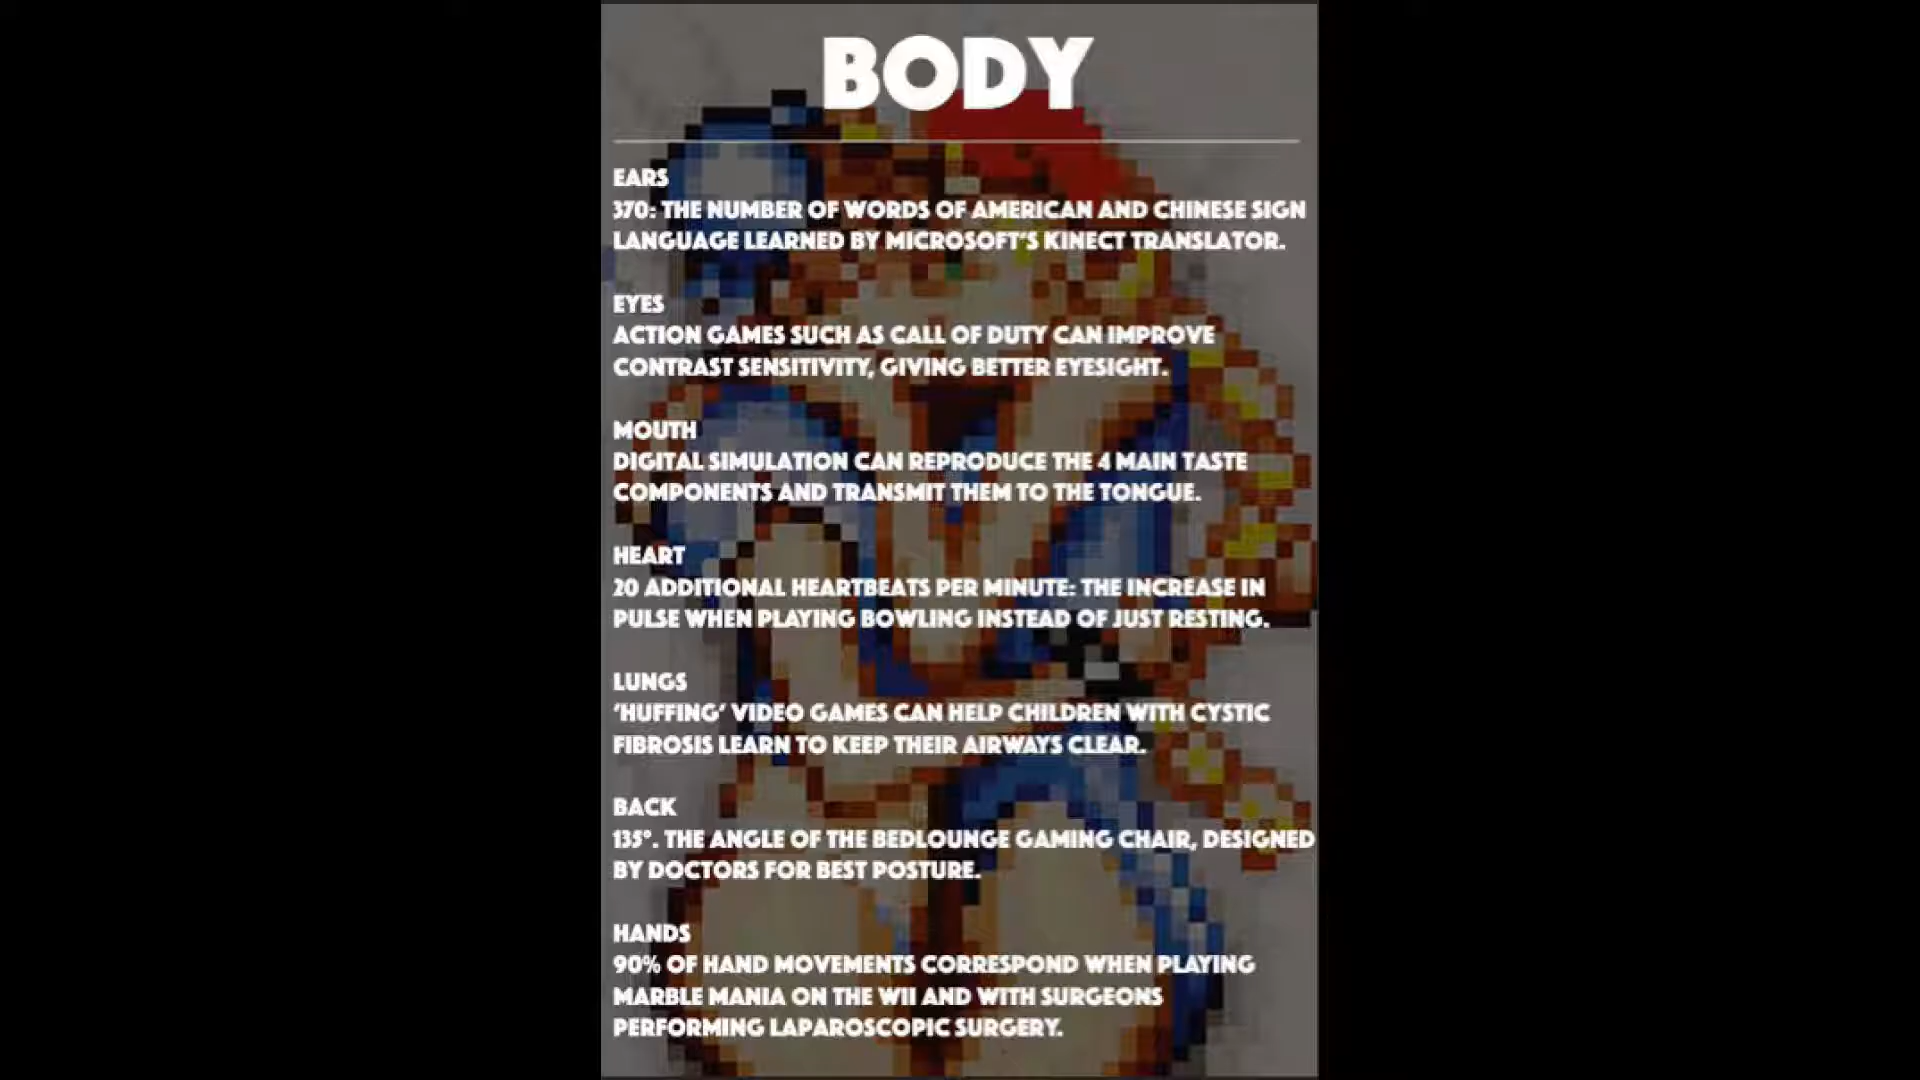 BODY
EARS
370: THE NUMBER OF WORDS OF AMERICAN AND CHINESE SIGN
LANGUAGE LEARNED BY MICROSOFT'S KINECT TRANSLATOR.
EYES
ACTION GAMES SUCH AS CALL OF DUTY CAN IMPROVE
CONTRAST SENSITIVITY, GIVING BETTER EYESIGHT.
MOUTH
DIGITAL SIMULATION CAN REPRODUCE THE 4 MAIN TASTE
COMPONENTS AND TRANSMIT THEM TO THE TONGUE.
HEART
20 ADDITIONAL HEARTBEATS PER MINUTE: THE INCREASE IN
PULSE WHEN PLAYING BOWLING INSTEAD OF JUST RESTING.
LUNGS
'HUFFING' VIDEO GAMES CAN HELP CHILDREN WITH CYSTIC
FIBROSIS LEARN TO KEEP THEIR AIRWAYS CLEAR.
BACK
135°. THE ANGLE OF THE BEDLOUNGE GAMING CHAIR, DESIGNED
BY DOCTORS FOR BEST POSTURE.
HANDS
90% OF HAND MOVEMENTS CORRESPOND WHEN PLAYING
MARBLE MANIA ON THE WII AND WITH SURGEONS
PERFORMING LAPAROSCOPIC SURGERY.